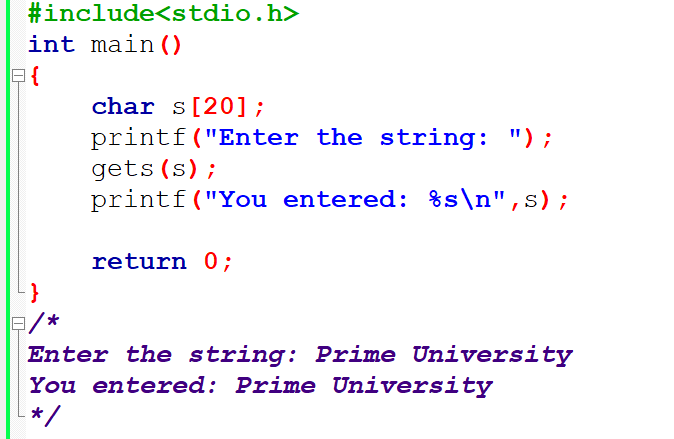 #include<stdio.h>
int main()
{
    char s[20];
    printf("Enter the string: ");
    gets(s);
    printf("You entered: %s\n",s);

    return 0;
}
/*
Enter the string: Prime University
You entered: Prime University
*/